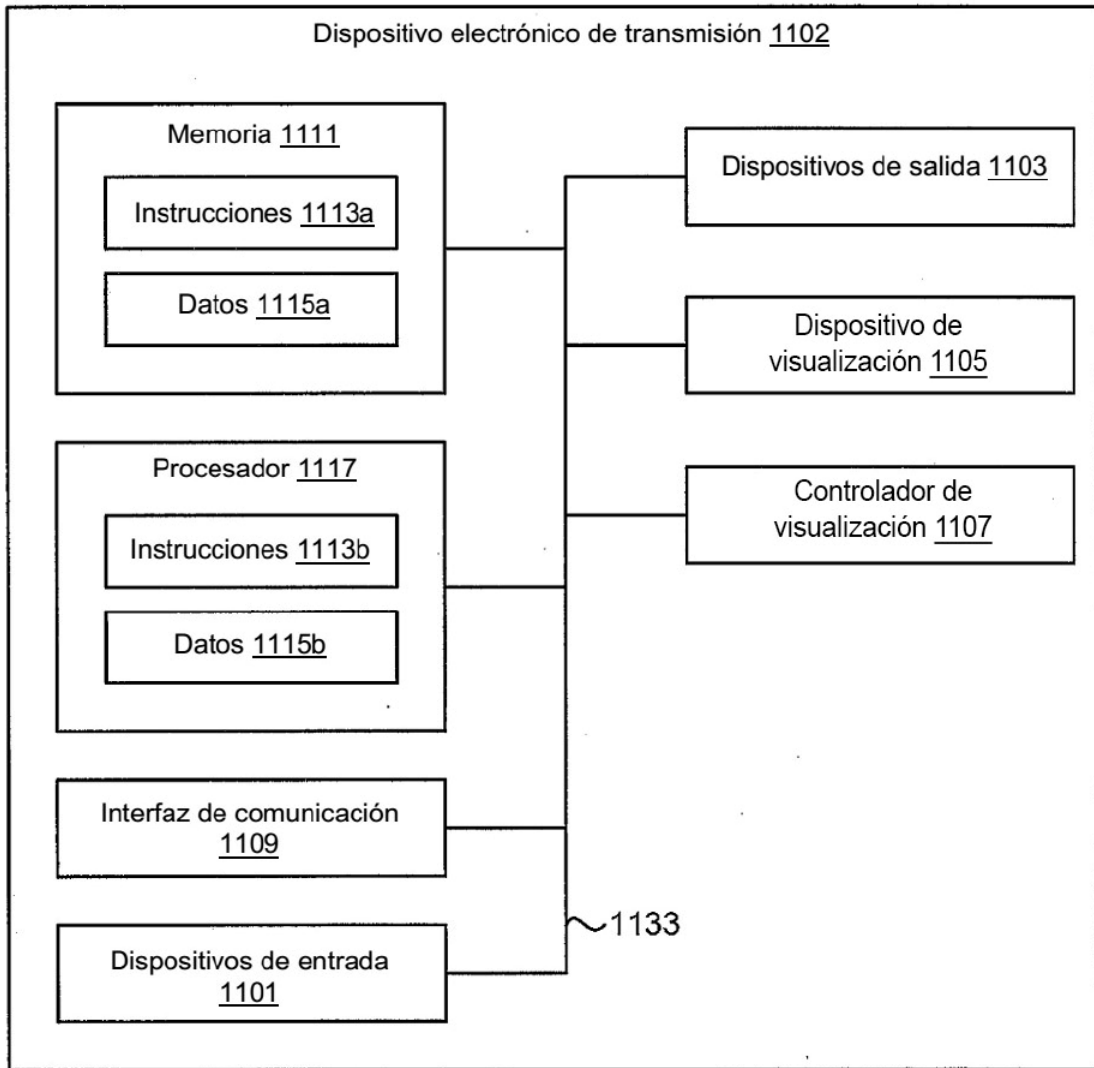 Dispositivo electrónico de transmisión 1102
Memoria 1111
Instrucciones 1113a
Datos 1115a
Procesador 1117
Instrucciones 1113b
Datos 1115b
Interfaz de comunicación
1109
Dispositivos de entrada
1101
Dispositivos de salida 1103
Dispositivo de
visualización 1105
Controlador de
visualización 1107
1133